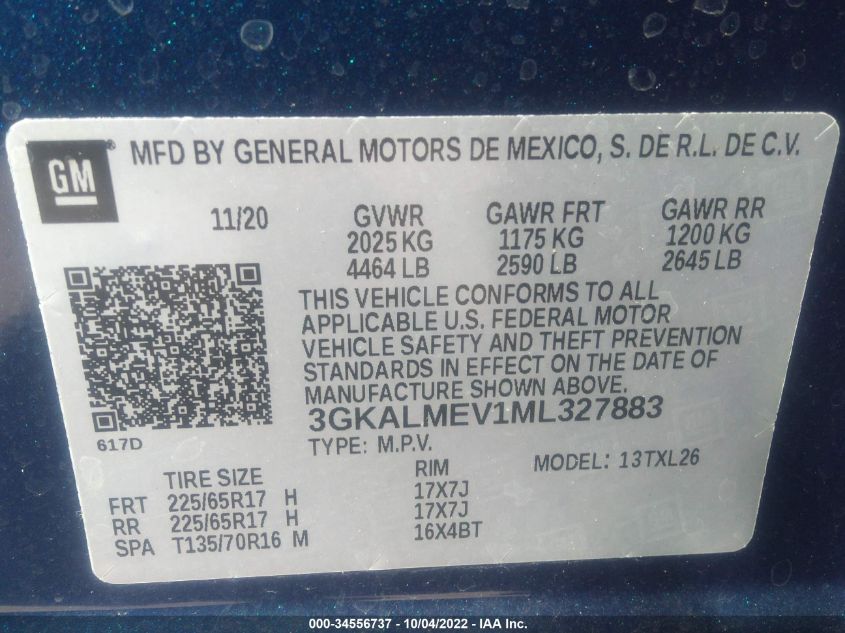 GM ® MFD BY GENERAL MOTORS DE MEXICO, S. DE R.L. DE C.V.
11/20 GVWR GAWR FRT GAWR RR
2025 KG 1175 KG 1200 KG
4464 LB 2590 LB 2645 LB
THIS VEHICLE CONFORMS TO ALL
APPLICABLE U.S. FEDERAL MOTOR
VEHICLE SAFETY AND THEFT PREVENTION
STANDARDS IN EFFECT ON THE DATE OF
MANUFACTURE SHOWN ABOVE.
3GKALMEV1ML327883
617D
TYPE: M.P.V. MODEL: 13TXL26
TIRE SIZE RIM
FRT 225/65R17 H 17X7J
RR 225/65R17 H 17X7J
SPA T135/70R16 M 16X4BT
000-34556737 - 10/04/2022 - IAA Inc.